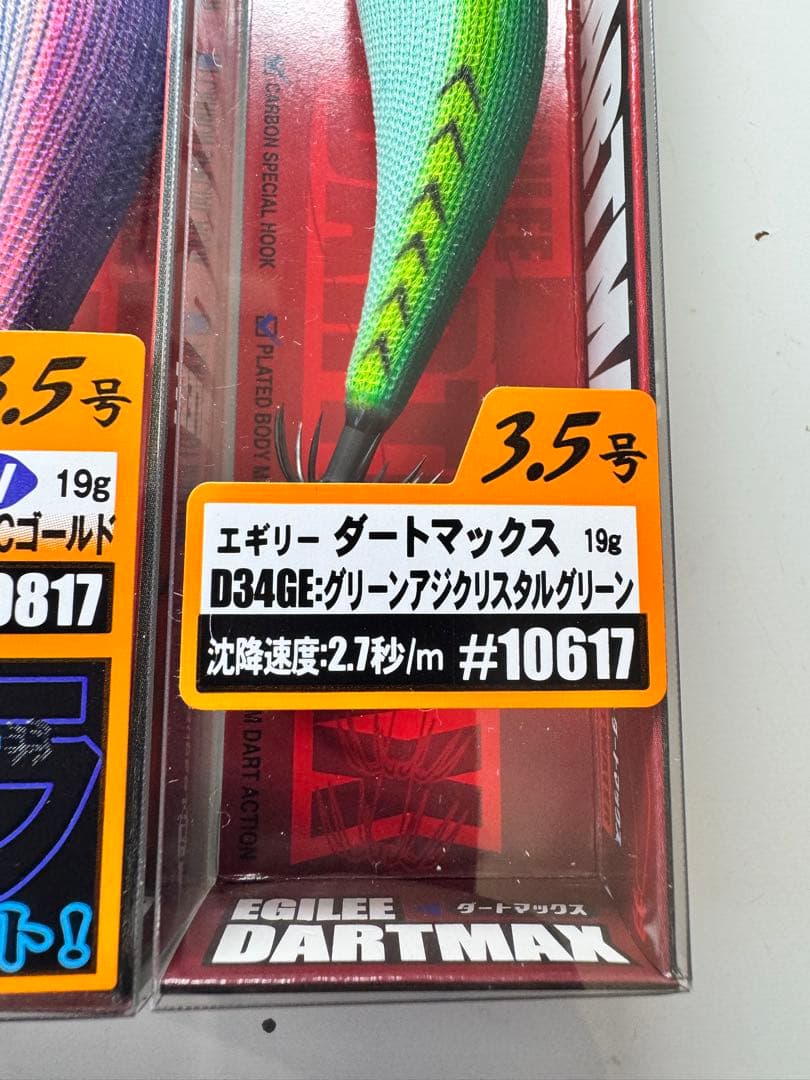 CARBON SPECIAL HOOK
PLATED BODY
3.5号
19g
Cゴールド
817
ト!
3.5号
エギリー ダートマックス 19g
D34GE:グリーンアジクリスタルグリーン
沈降速度:2.7秒/m #10617
DART ACTION
EGILEE ダートマックス
DARTMAX